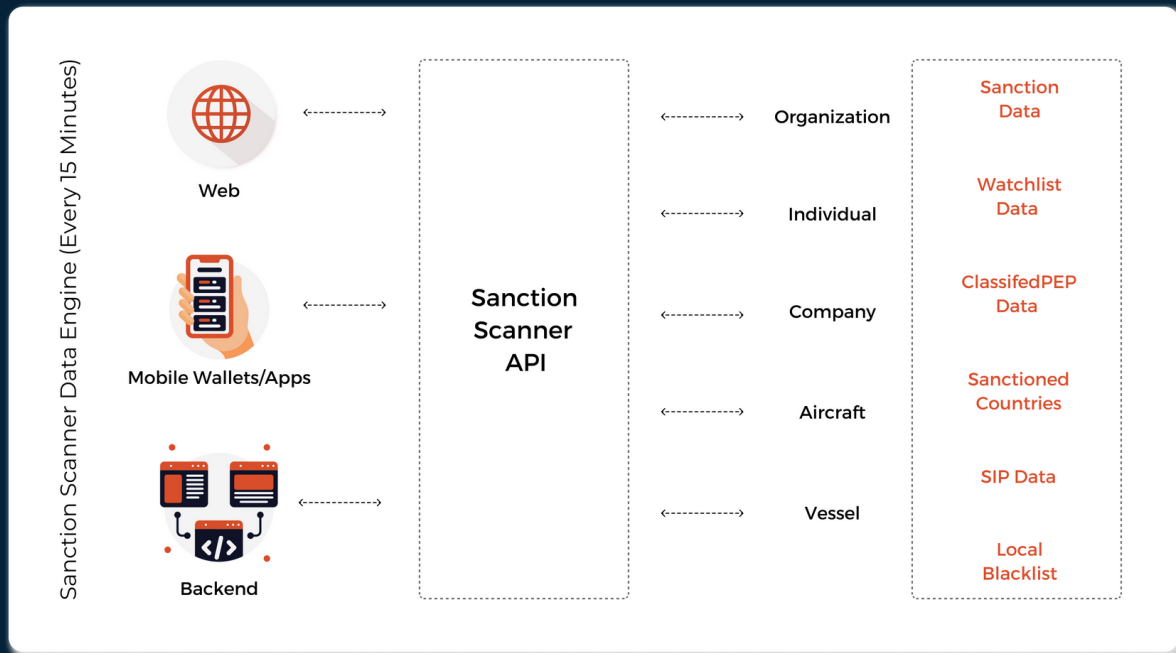 Sanction Scanner Data Engine (Every 15 Minutes)
Web
Mobile Wallets/Apps
Backend
Sanction
Scanner
API
Organization
Individual
Company
Aircraft
Vessel
Sanction
Data
Watchlist
Data
ClassifedPEP
Data
Sanctioned
Countries
SIP Data
Local
Blacklist